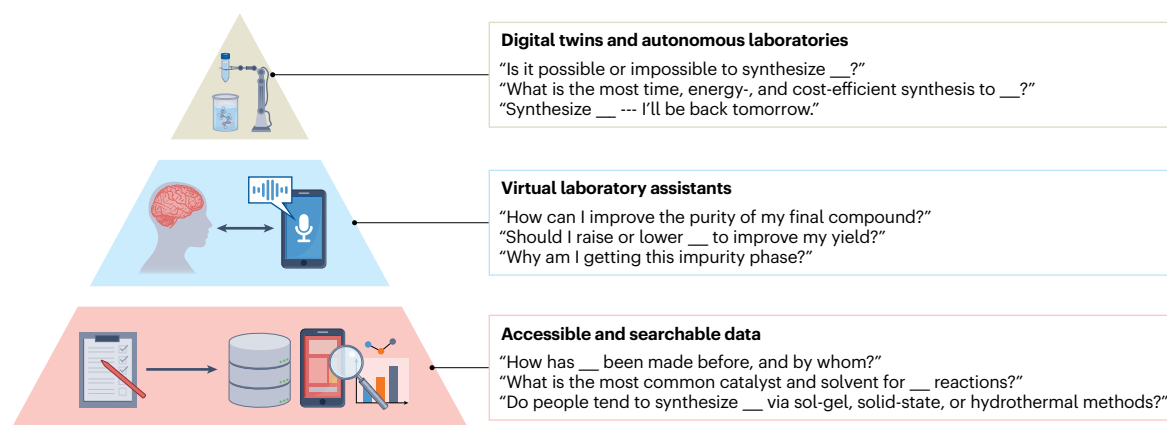 Digital twins and autonomous laboratories
“Is it possible or impossible to synthesize __?”
“What is the most time, energy-, and cost-efficient synthesis to __?”
“Synthesize __ --- I’ll be back tomorrow.”
Virtual laboratory assistants
“How can I improve the purity of my final compound?”
“Should I raise or lower __ to improve my yield?”
“Why am I getting this impurity phase?”
Accessible and searchable data
“How has __ been made before, and by whom?”
“What is the most common catalyst and solvent for __ reactions?”
“Do people tend to synthesize __ via sol-gel, solid-state, or hydrothermal methods?”